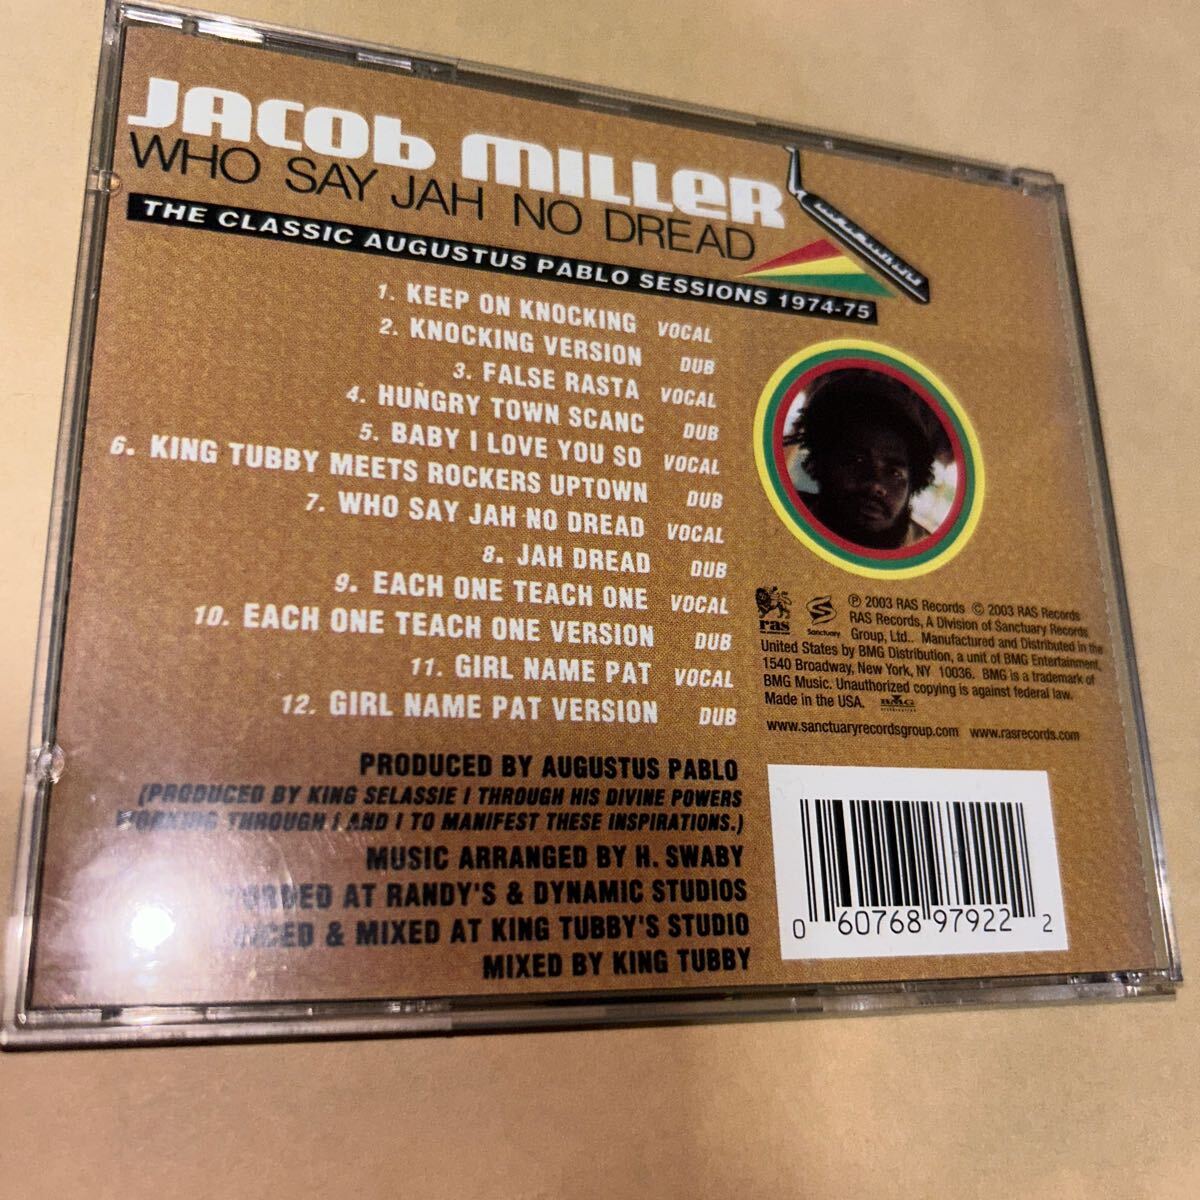 JACOB MILLER
WHO SAY JAH NO DREAD
THE CLASSIC AUGUSTUS PABLO SESSIONS 1974-75
1. KEEP ON KNOCKING VOCAL
2. KNOCKING VERSION DUB
3. FALSE RASTA VOCAL
4. HUNGRY TOWN SCANC DUB
5. BABY I LOVE YOU SO VOCAL
6. KING TUBBY MEETS ROCKERS UPTOWN DUB
7. WHO SAY JAH NO DREAD VOCAL
8. JAH DREAD DUB
9. EACH ONE TEACH ONE VOCAL
10. EACH ONE TEACH ONE VERSION DUB
11. GIRL NAME PAT VOCAL
12. GIRL NAME PAT VERSION DUB
PRODUCED BY AUGUSTUS PABLO
(PRODUCED BY KING SELASSIE I THROUGH HIS DIVINE POWERS
WORKING THROUGH I AND I TO MANIFEST THESE INSPIRATIONS.)
MUSIC ARRANGED BY H. SWABY
AT RANDY'S & DYNAMIC STUDIOS
& MIXED AT KING TUBBY'S STUDIO
MIXED BY KING TUBBY
ras
Sanctuary
℗ 2003 RAS Records © 2003 RAS Records
RAS Records, A Division of Sanctuary Records
Group, Ltd.. Manufactured and Distributed in the
United States by BMG Distribution, a unit of BMG Entertainment,
1540 Broadway, New York, NY 10036. BMG is a trademark of
BMG Music. Unauthorized copying is against federal law.
Made in the USA. BMG
www.sanctuaryrecordsgroup.com www.rasrecords.com
0 60768 97922 2